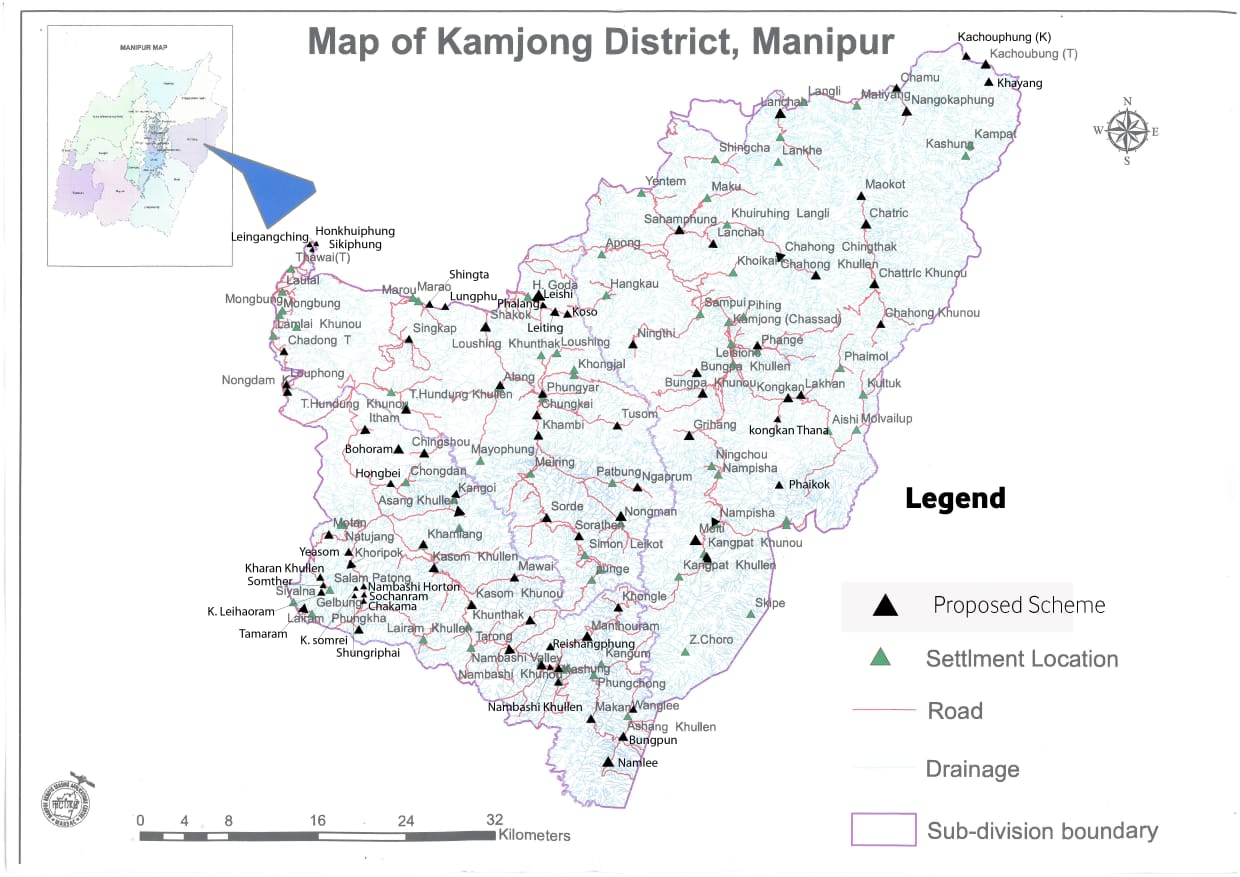 Map of Kamjong District, Manipur
MANIPUR MAP
Kachouphung (K)
Kachoubung (T)
Khayang
Chamu
Nangokaphung
Matiyang
Langli
Lanchah
Kampat
Kashung
Lankhe
Shingcha
Yentem
Maku
Maokot
Chatric
Khuiruhing Langli
Sahamphung
Lanchah
N
W
E
S
Leingangching
Honkhuiphung
Sikiphung
Thawai(T)
Apong
Chahong Chingthak
Khoikai
Chahong Khullen
Chattric Khunou
Lautal
Shingta
Marou
Marao
Lungphu
H. Goda
Leishi
Phalang
Hangkau
Mongbung
Mongbung
Shakok
Koso
Sampui
Pihing
Kamjong (Chassad)
Chahong Khunou
Lamlai Khunou
Singkap
Leiting
Ningthi
Chadong T
Loushing Khunthak
Loushing
Phange
Leisione
Phaimol
Khongjal
Bungpa Khullen
Nongdam K
Louphong
Alang
Phungyar
Bungpa Khunou
Kongkan
Lakhan
Kultuk
T.Hundung Khunou
T.Hundung Khullen
Chungkai
Tusom
Itham
Khambi
Grihang
kongkan Thana
Aishi
Molvailup
Bohoram
Chingshou
Mayophung
Ningchou
Hongbei
Chongdan
Meiring
Patbung
Ngaprum
Nampisha
Phaikok
Legend
Asang Khullen
Kangoi
Sorde
Nongman
Nampisha
Motan
Natujang
Khamlang
Sorathen
Meiti
Kangpat Khunou
Yeasom
Khoripok
Kasom Khullen
Simon Leikot
Kangpat Khullen
Kharan Khullen
Somther
Salam Patong
Mawai
Siyalna
Nambashi Horton
Sochanram
Kasom Khunou
Khongle
Skipe
Proposed Scheme
K. Leihaoram
Gelbung
Chakama
Lairam Phungkha
Khunthak
Manthouram
Tamaram
K. somrei
Lairam Khullen
Tarong
Reishangphung
Z.Choro
Shungriphai
Nambashi Valley
Kangum
Settlment Location
Nambashi Khunou
Kashung
Phungchong
Nambashi Khullen
Makan
Wanglee
Road
Ashang Khullen
Bungpun
Namlee
Drainage
0
4
8
16
24
32
Kilometers
Sub-division boundary